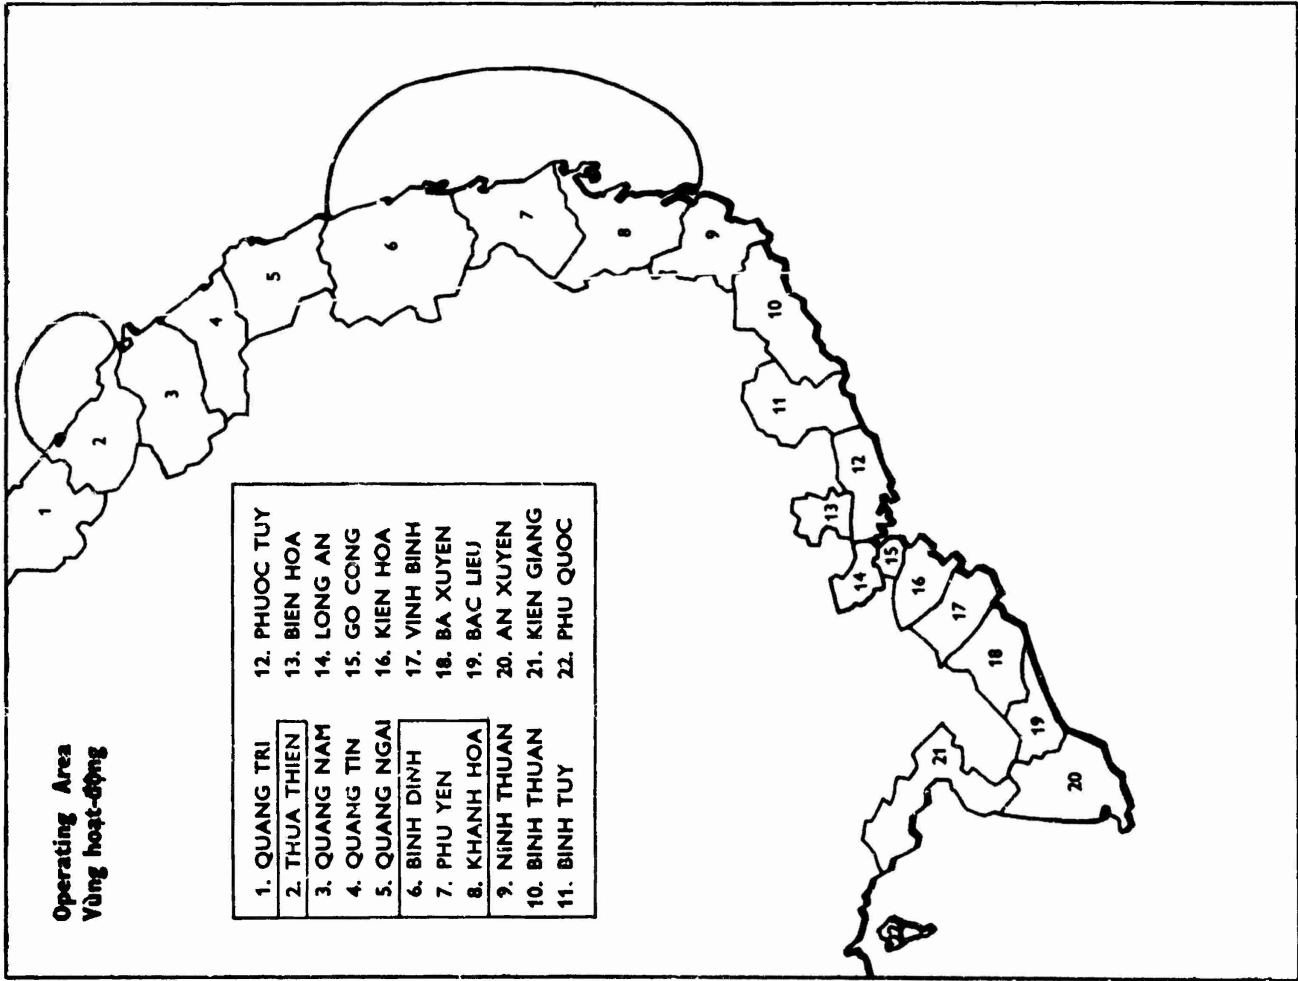 Operating Area
Vùng hoạt-động
1. QUANG TRI
2. THUA THIEN
3. QUANG NAM
4. QUANG TIN
5. QUANG NGAI
6. BINH DINH
7. PHU YEN
8. KHANH HOA
9. NINH THUAN
10. BINH THUAN
11. BINH TUY
12. PHUOC TUY
13. BIEN HOA
14. LONG AN
15. GO CONG
16. KIEN HOA
17. VINH BINH
18. BA XUYEN
19. BAC LIEU
20. AN XUYEN
21. KIEN GIANG
22. PHU QUOC
1
2
3
4
5
6
7
8
9
10
11
12
13
14
15
16
17
18
19
20
21
22